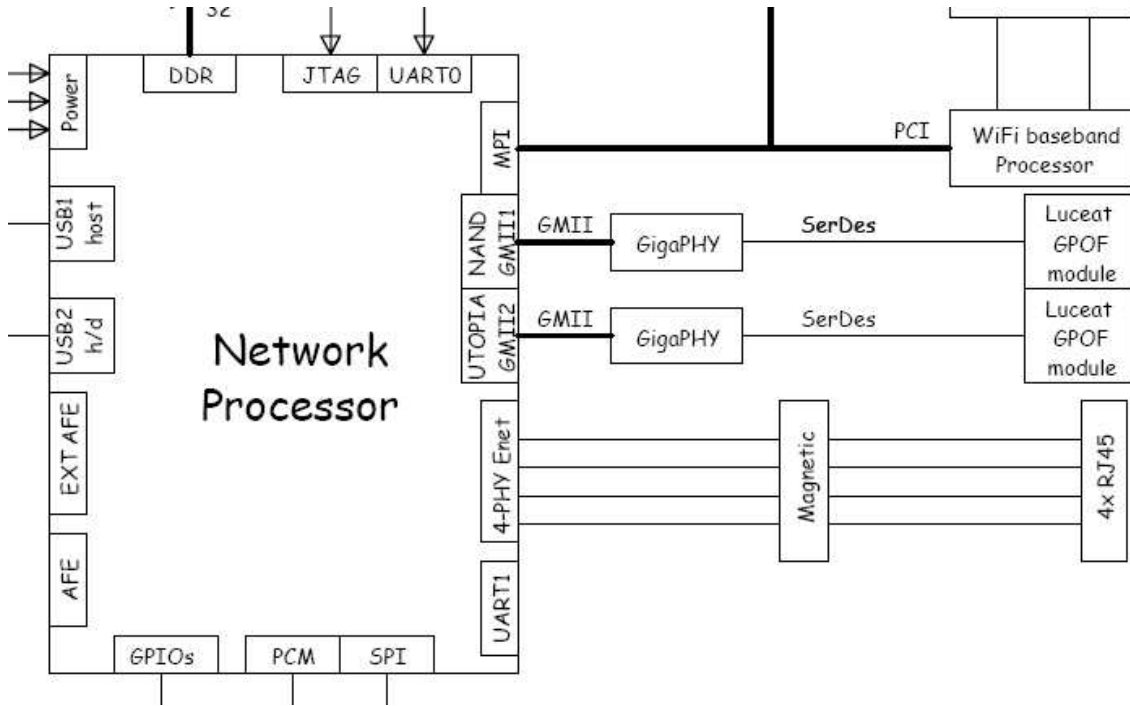 32
DDR
JTAG
UART0
Power
MPI
PCI
WiFi baseband
Processor
USB1
host
NAND
GMII1
GMII
GigaPHY
SerDes
Luceat
GPOF
module
USB2
h/d
UTOPIA
GMII2
GMII
GigaPHY
SerDes
Luceat
GPOF
module
Network
Processor
EXT AFE
4-PHY Enet
Magnetic
4x RJ45
AFE
UART1
GPIOs
PCM
SPI